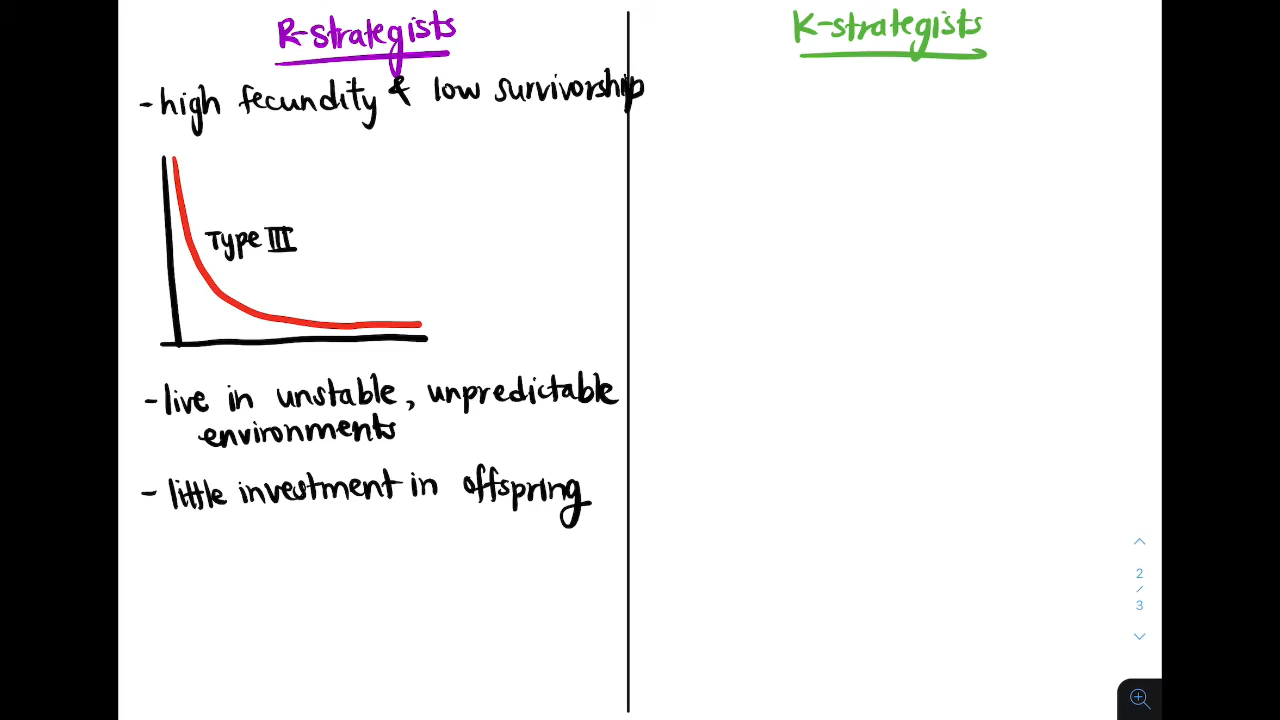 R-strategists
K-strategists
- high fecundity & low survivorship
Type III
- live in unstable, unpredictable
environments
- little investment in offspring
2
/
3